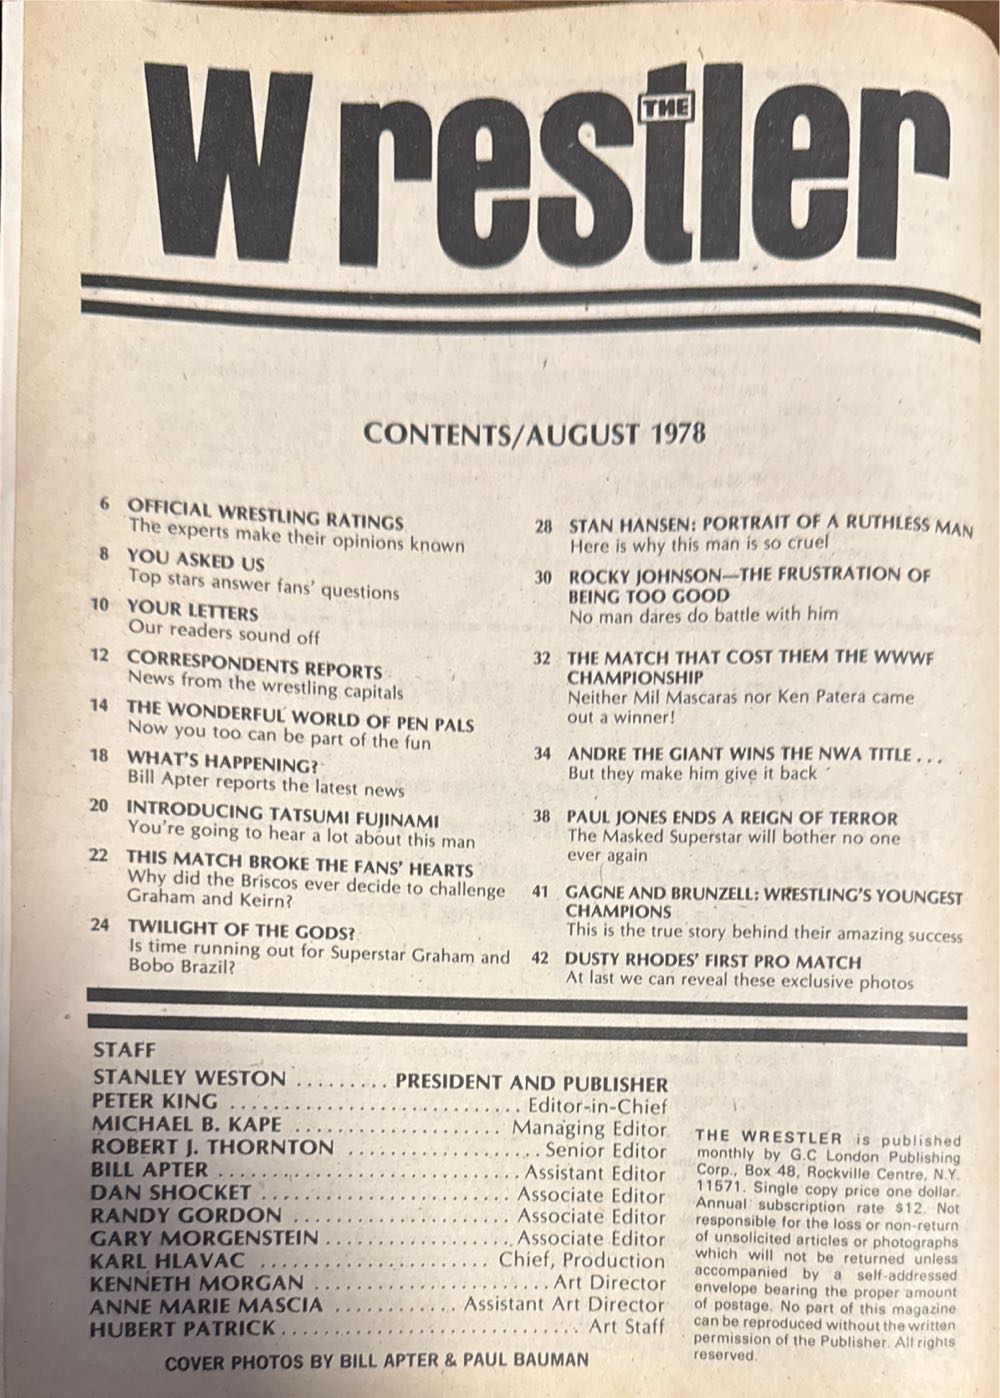 THE
Wrestler
CONTENTS/AUGUST 1978
6 OFFICIAL WRESTLING RATINGS
The experts make their opinions known
8 YOU ASKED US
Top stars answer fans' questions
10 YOUR LETTERS
Our readers sound off
12 CORRESPONDENTS REPORTS
News from the wrestling capitals
14 THE WONDERFUL WORLD OF PEN PALS
Now you too can be part of the fun
18 WHAT'S HAPPENING?
Bill Apter reports the latest news
20 INTRODUCING TATSUMI FUJINAMI
You're going to hear a lot about this man
22 THIS MATCH BROKE THE FANS' HEARTS
Why did the Briscos ever decide to challenge
Graham and Keirn?
24 TWILIGHT OF THE GODS?
Is time running out for Superstar Graham and
Bobo Brazil?
28 STAN HANSEN: PORTRAIT OF A RUTHLESS MAN
Here is why this man is so cruel
30 ROCKY JOHNSON—THE FRUSTRATION OF
BEING TOO GOOD
No man dares do battle with him
32 THE MATCH THAT COST THEM THE WWWF
CHAMPIONSHIP
Neither Mil Mascaras nor Ken Patera came
out a winner!
34 ANDRE THE GIANT WINS THE NWA TITLE . . .
But they make him give it back
38 PAUL JONES ENDS A REIGN OF TERROR
The Masked Superstar will bother no one
ever again
41 GAGNE AND BRUNZELL: WRESTLING'S YOUNGEST
CHAMPIONS
This is the true story behind their amazing success
42 DUSTY RHODES' FIRST PRO MATCH
At last we can reveal these exclusive photos
STAFF
STANLEY WESTON ......... PRESIDENT AND PUBLISHER
PETER KING ............................ Editor-in-Chief
MICHAEL B. KAPE .................... Managing Editor
ROBERT J. THORNTON .................... Senior Editor
BILL APTER ............................. Assistant Editor
DAN SHOCKET ........................ Associate Editor
RANDY GORDON ..................... Associate Editor
GARY MORGENSTEIN ................... Associate Editor
KARL HLAVAC ...................... Chief, Production
KENNETH MORGAN ....................... Art Director
ANNE MARIE MASCIA ............ Assistant Art Director
HUBERT PATRICK ............................. Art Staff
COVER PHOTOS BY BILL APTER & PAUL BAUMAN
THE WRESTLER is published
monthly by G.C London Publishing
Corp., Box 48, Rockville Centre, N.Y.
11571. Single copy price one dollar.
Annual subscription rate $12. Not
responsible for the loss or non-return
of unsolicited articles or photographs
which will not be returned unless
accompanied by a self-addressed
envelope bearing the proper amount
of postage. No part of this magazine
can be reproduced without the written
permission of the Publisher. All rights
reserved.